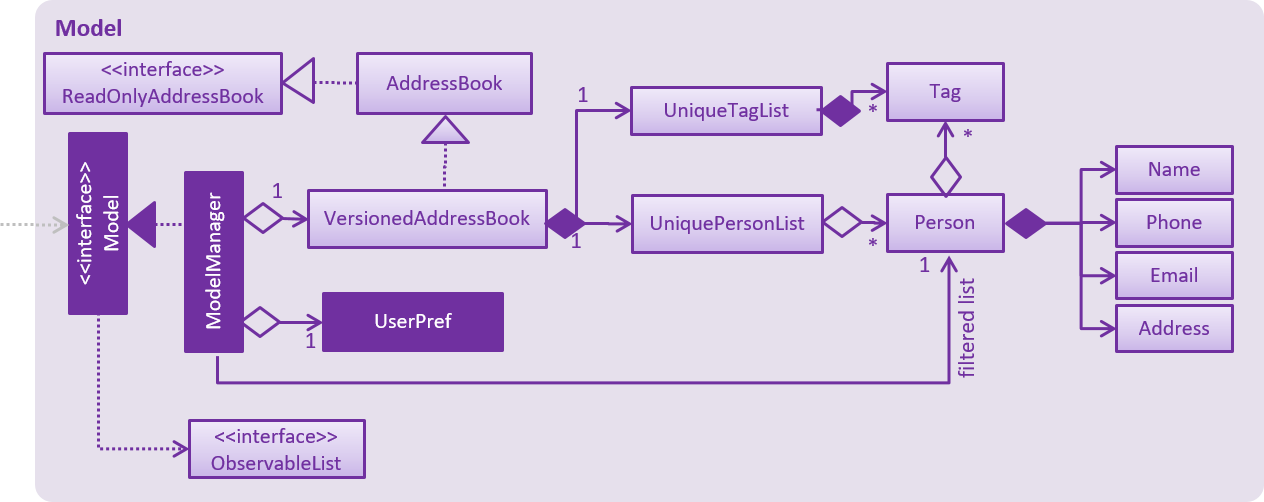 Model
<<interface>>
ReadOnlyAddressBook
AddressBook
<<interface>>
Model
ModelManager
1
VersionedAddressBook
1
UserPref
1
1
UniqueTagList
*
Tag
*
UniquePersonList
*
Person
1
filtered list
Name
Phone
Email
Address
<<interface>>
ObservableList